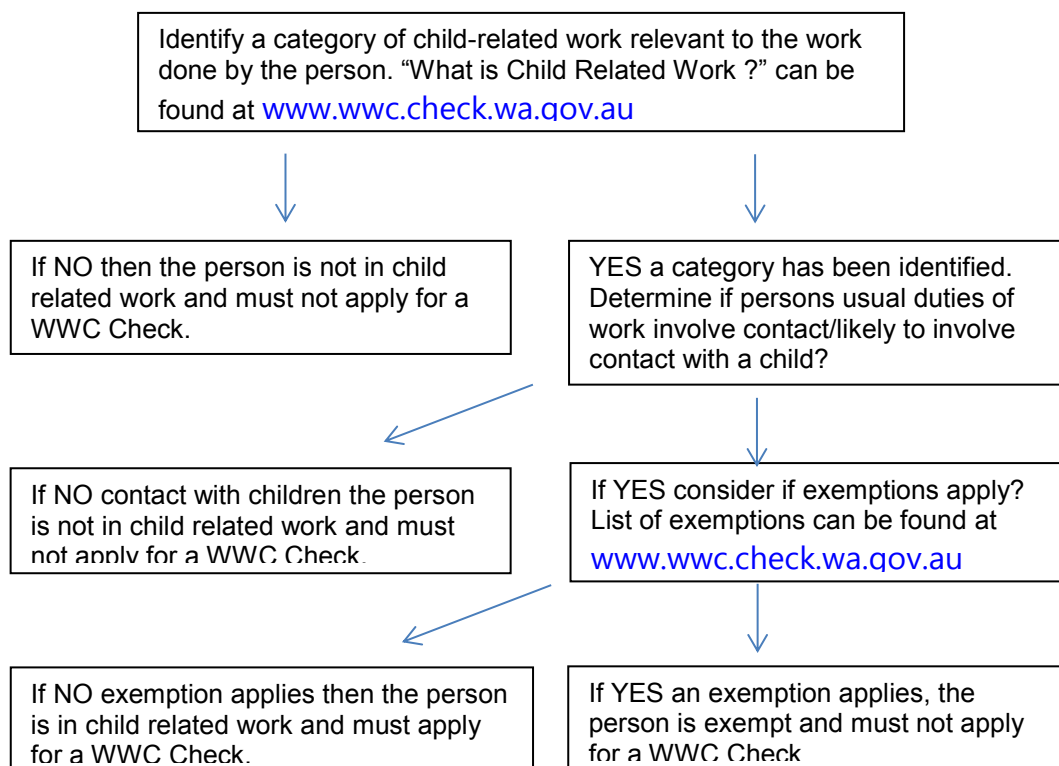 Identify a category of child-related work relevant to the work
done by the person. “What is Child Related Work ?” can be
found at www.wwc.check.wa.gov.au
If NO then the person is not in child
related work and must not apply for a
WWC Check.
YES a category has been identified.
Determine if persons usual duties of
work involve contact/likely to involve
contact with a child?
If NO contact with children the person
is not in child related work and must
not apply for a WWC Check.
If YES consider if exemptions apply?
List of exemptions can be found at
www.wwc.check.wa.gov.au
If NO exemption applies then the person
is in child related work and must apply
for a WWC Check.
If YES an exemption applies, the
person is exempt and must not apply
for a WWC Check